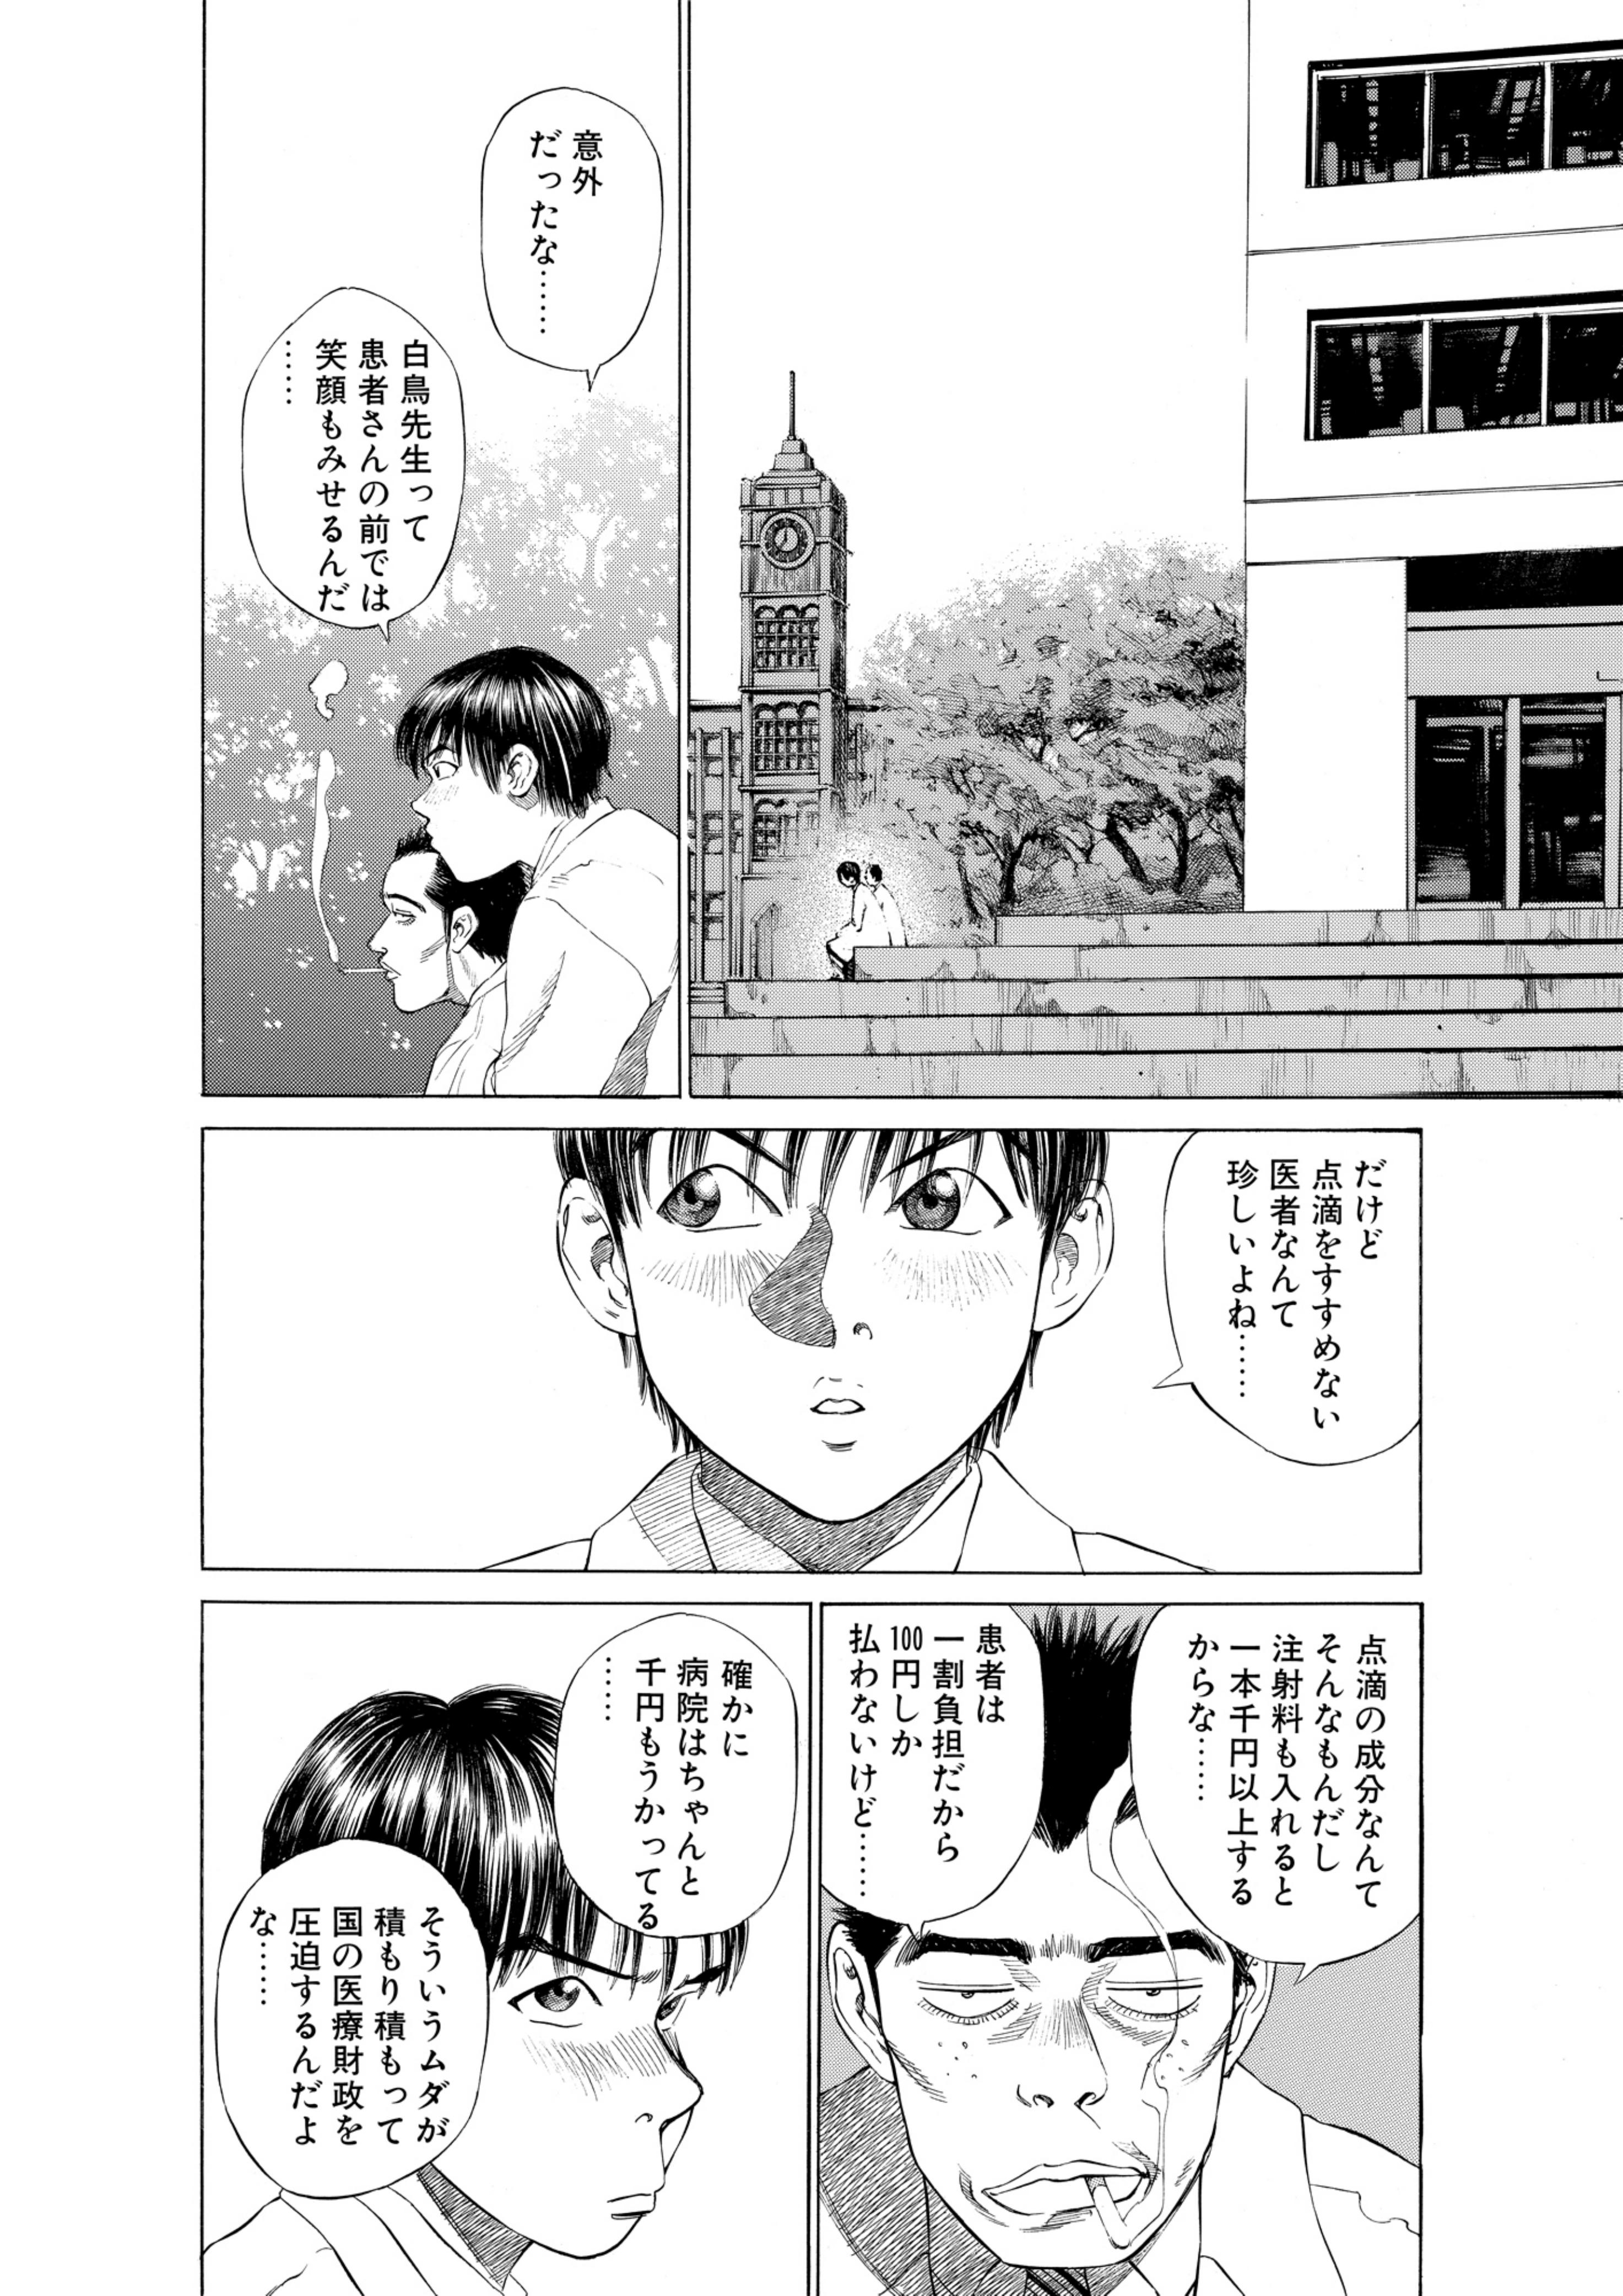 意外
だったな……
白鳥先生って
患者さんの前では
笑顔もみせるんだ
……
だけど
点滴をすすめない
医者なんて
珍しいよね……
点滴の成分なんて
そんなもんだし
注射料も入れると
一本千円以上する
からな……
患者は
一割負担だから
100円しか
払わないけど……
確かに
病院はちゃんと
千円もうかってる
……
そういうムダが
積もり積もって
国の医療財政を
圧迫するんだよ
な……